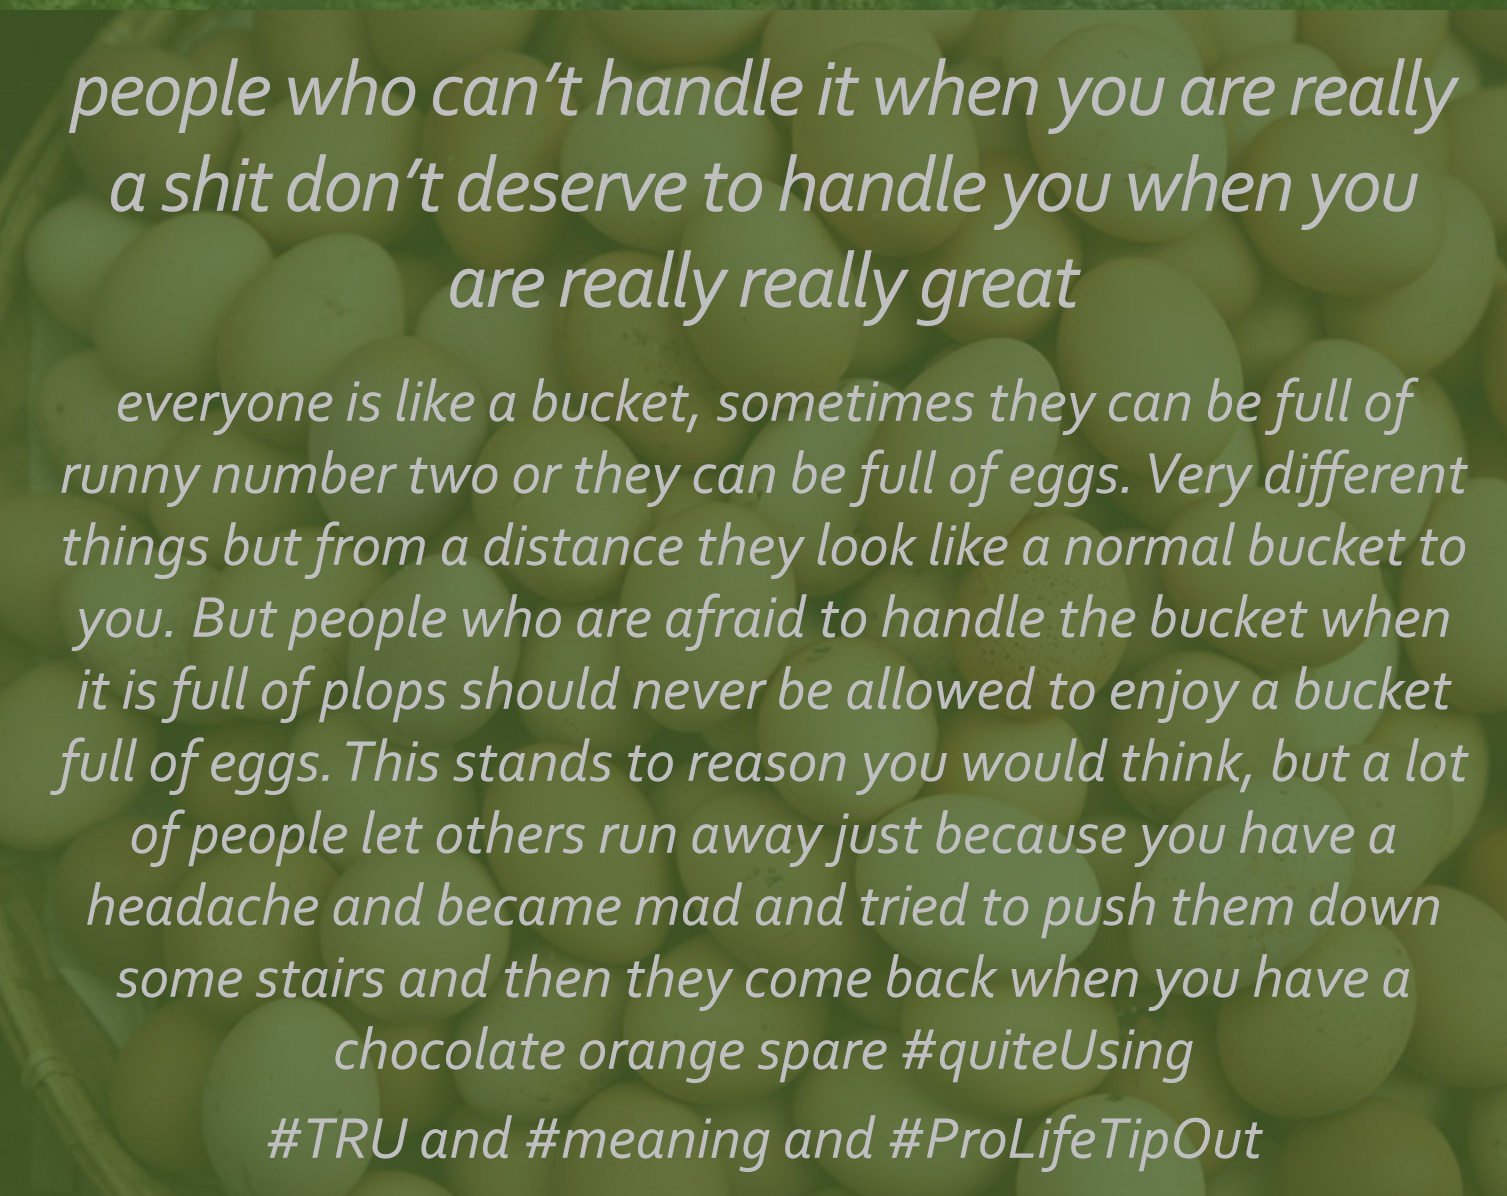 people who can’t handle it when you are really
a shit don’t deserve to handle you when you
are really really great
everyone is like a bucket, sometimes they can be full of
runny number two or they can be full of eggs. Very different
things but from a distance they look like a normal bucket to
you. But people who are afraid to handle the bucket when
it is full of plops should never be allowed to enjoy a bucket
full of eggs. This stands to reason you would think, but a lot
of people let others run away just because you have a
headache and became mad and tried to push them down
some stairs and then they come back when you have a
chocolate orange spare #quiteUsing
#TRU and #meaning and #ProLifeTipOut